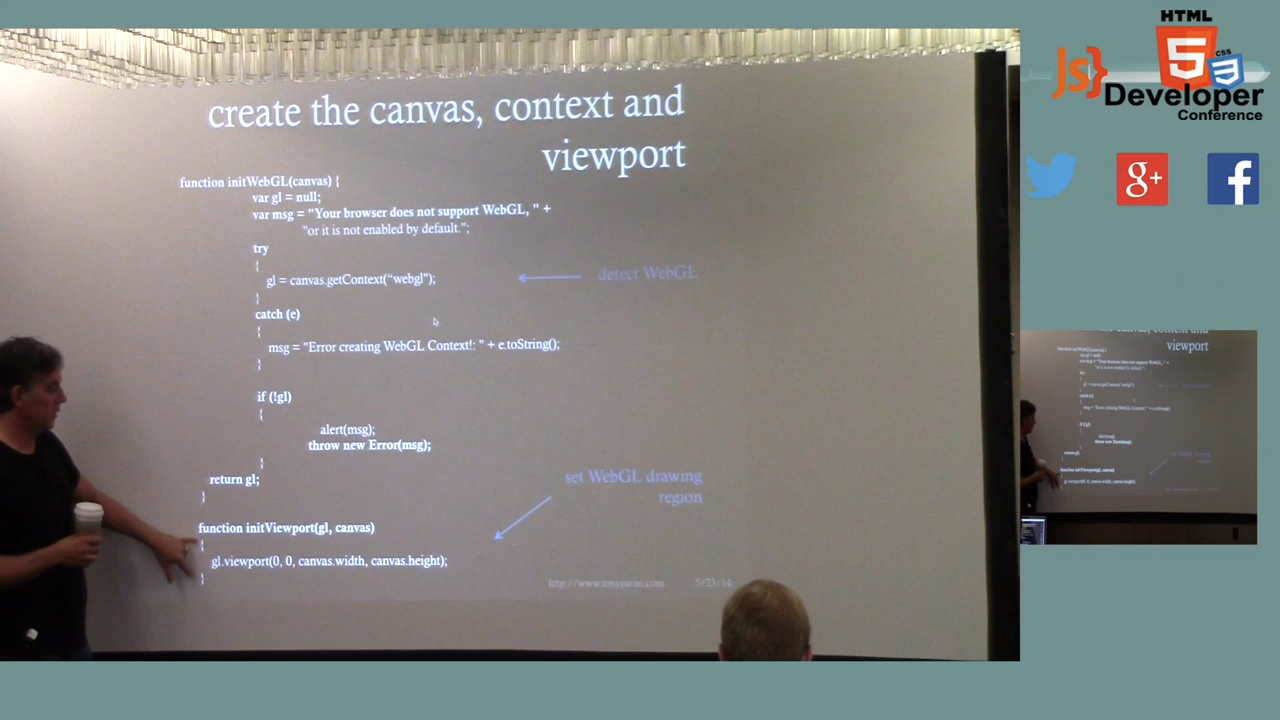 create the canvas, context and
viewport
function initWebGL(canvas) {
var gl = null;
var msg = "Your browser does not support WebGL, " +
"or it is not enabled by default.";
try
{
gl = canvas.getContext("webgl");
}
catch (e)
{
msg = "Error creating WebGL Context!: " + e.toString();
}
if (!gl)
{
alert(msg);
throw new Error(msg);
}
return gl;
}
function initViewport(gl, canvas)
{
gl.viewport(0, 0, canvas.width, canvas.height);
}
detect WebGL
set WebGL drawing
region
http://www.tonyparisi.com 5/23/14
HTML
JS} 5 CSS 3
Developer
Conference
g+
f
viewport